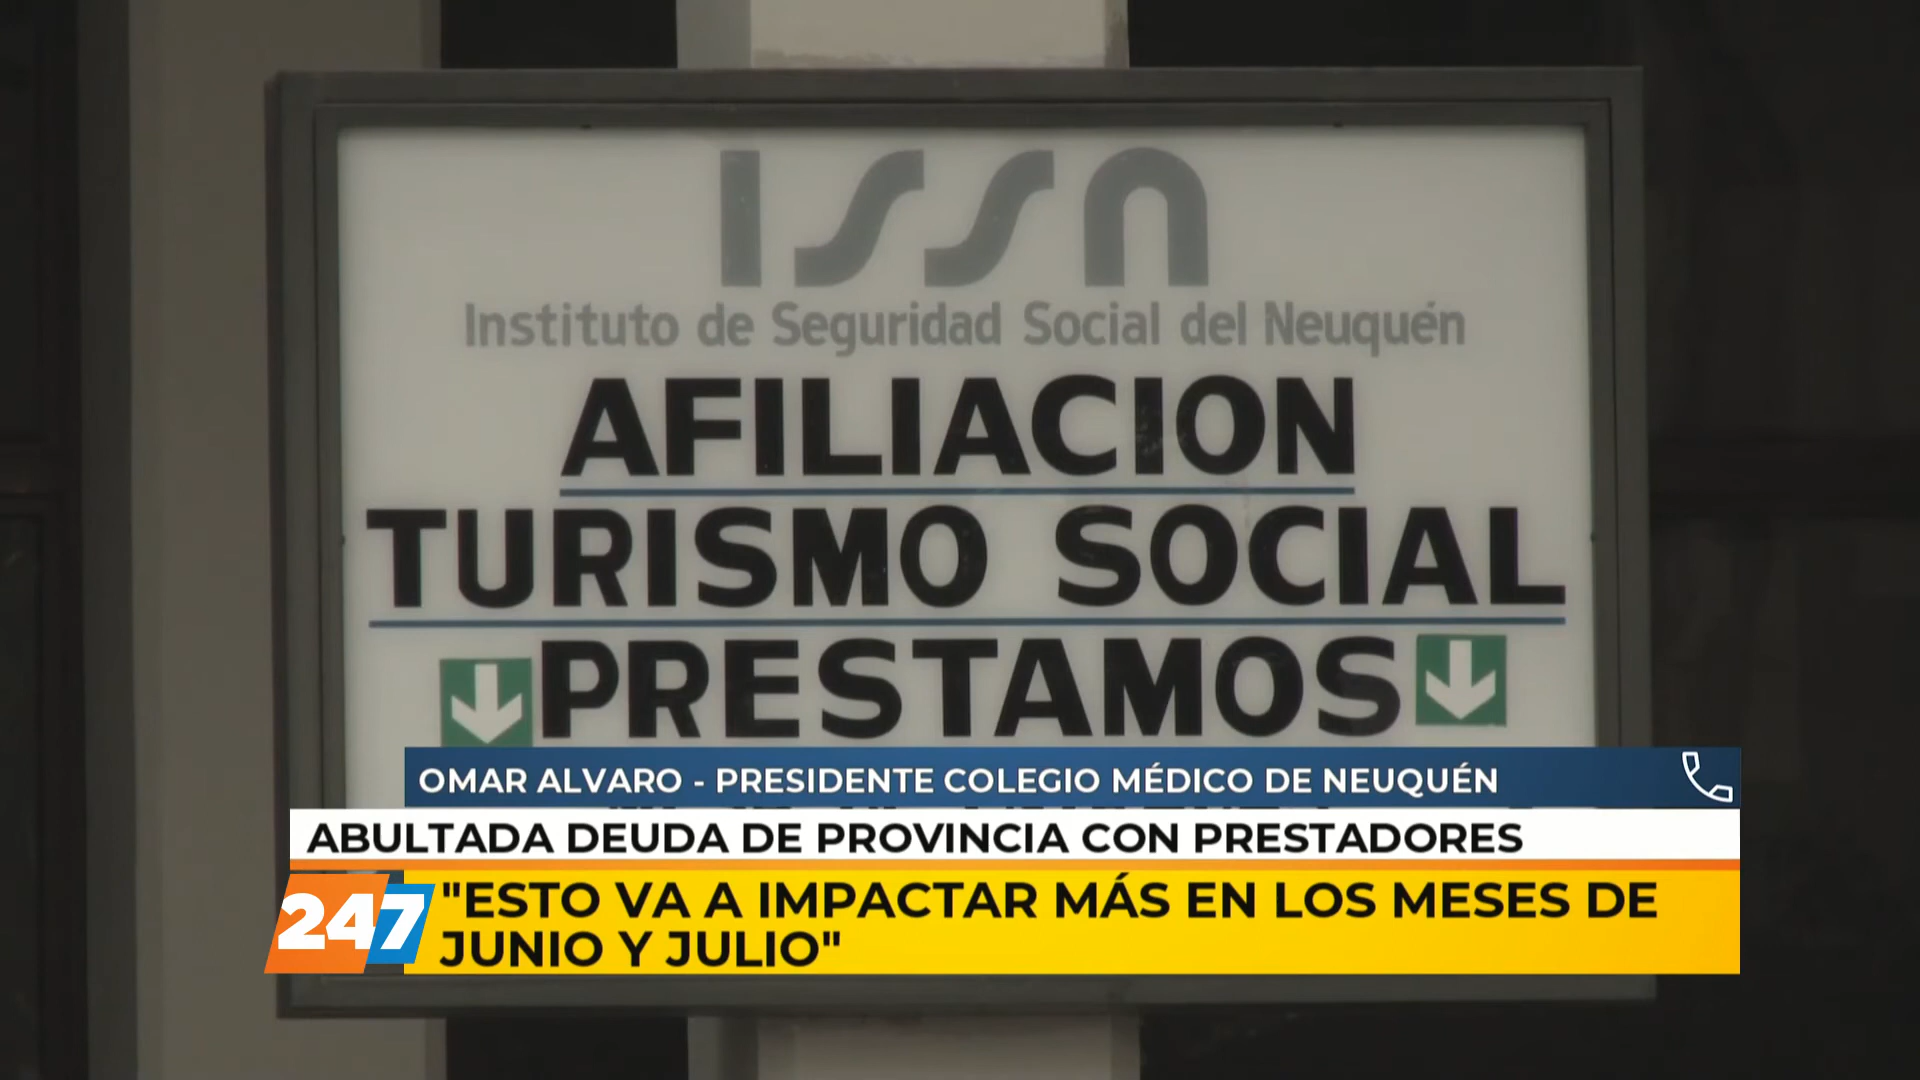 ISSN
Instituto de Seguridad Social del Neuquén
AFILIACION
TURISMO SOCIAL
PRESTAMOS
OMAR ALVARO - PRESIDENTE COLEGIO MÉDICO DE NEUQUÉN
ABULTADA DEUDA DE PROVINCIA CON PRESTADORES
247
"ESTO VA A IMPACTAR MÁS EN LOS MESES DE
JUNIO Y JULIO"